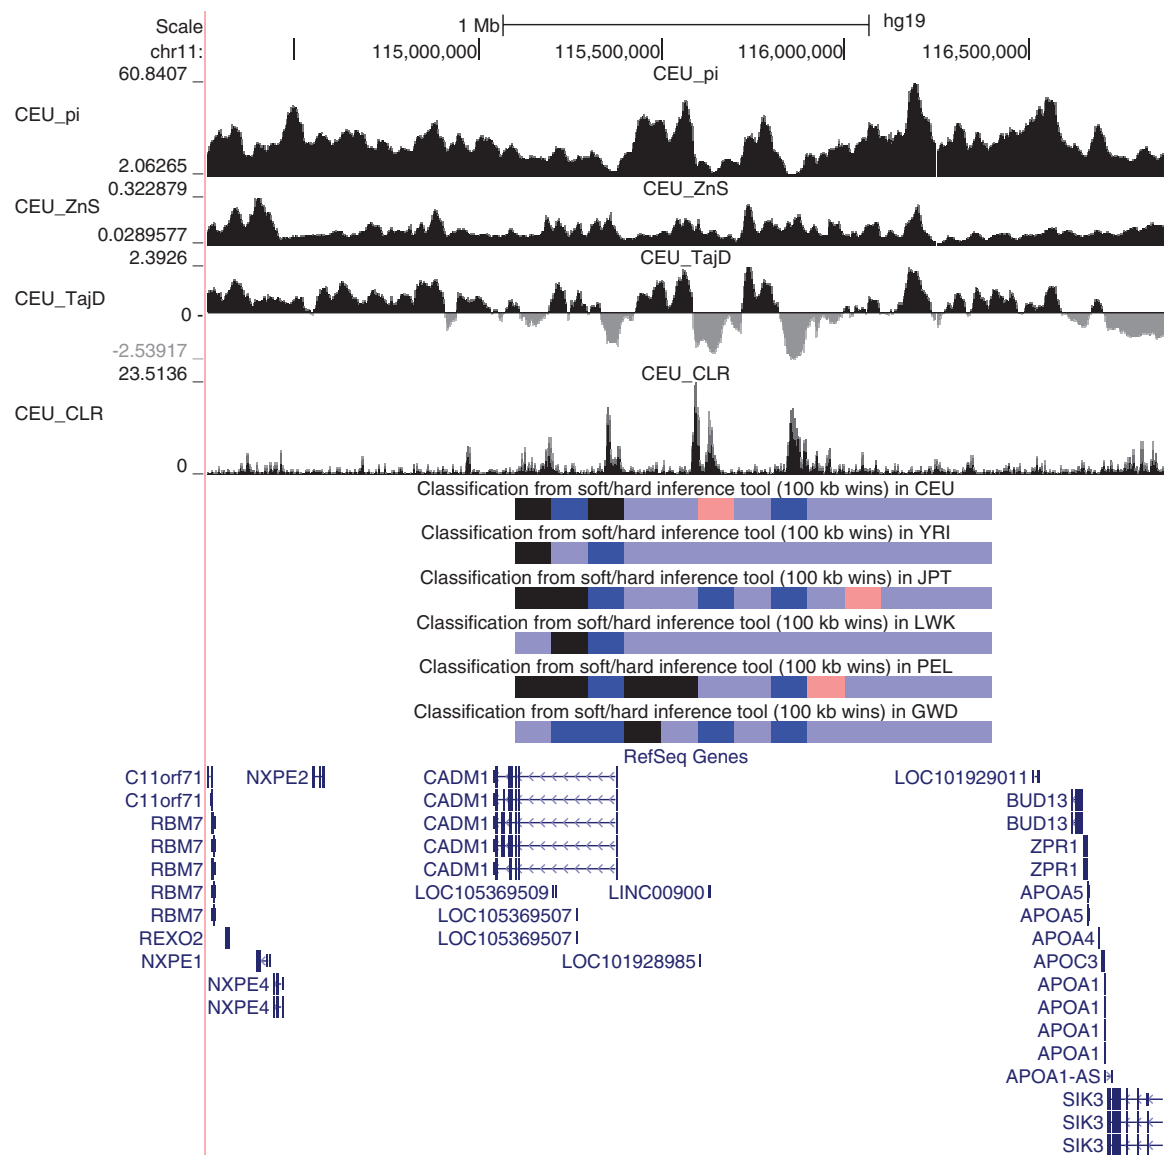 Scale 1 Mb hg19
chr11: 115,000,000 115,500,000 116,000,000 116,500,000
60.8407 _ CEU_pi
CEU_pi
2.06265 _
0.322879 _ CEU_ZnS
CEU_ZnS
0.0289577 _
2.3926 _ CEU_TajD
CEU_TajD
0 -
-2.53917 _
23.5136 _ CEU_CLR
CEU_CLR
0 _
Classification from soft/hard inference tool (100 kb wins) in CEU
Classification from soft/hard inference tool (100 kb wins) in YRI
Classification from soft/hard inference tool (100 kb wins) in JPT
Classification from soft/hard inference tool (100 kb wins) in LWK
Classification from soft/hard inference tool (100 kb wins) in PEL
Classification from soft/hard inference tool (100 kb wins) in GWD
RefSeq Genes
C11orf71 NXPE2 CADM1 LOC101929011
C11orf71 CADM1 BUD13
RBM7 CADM1 BUD13
RBM7 CADM1 ZPR1
RBM7 CADM1 ZPR1
RBM7 LOC105369509 LINC00900 APOA5
RBM7 LOC105369507 APOA5
REXO2 LOC105369507 APOA4
NXPE1 LOC101928985 APOC3
NXPE4 APOA1
NXPE4 APOA1
APOA1
APOA1
APOA1-AS
SIK3
SIK3
SIK3